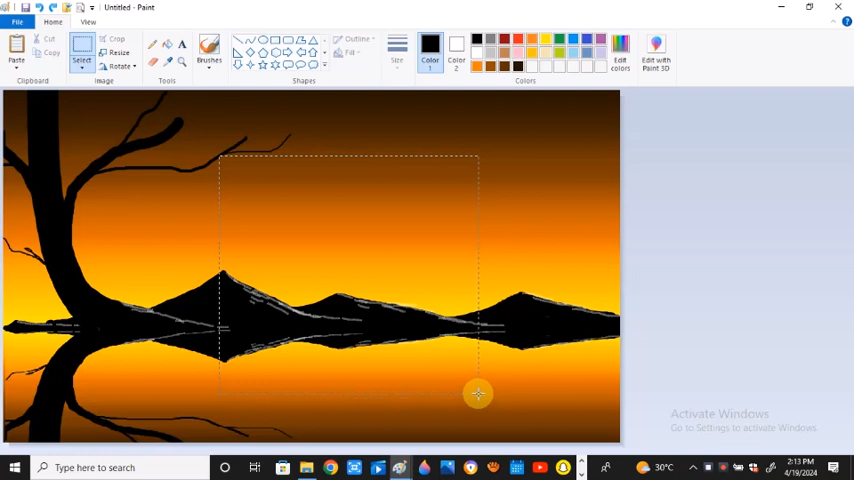 Untitled - Paint
File
Home
View
Paste
Cut
Copy
Clipboard
Select
Crop
Resize
Rotate
Image
A
Tools
Brushes
Outline
Fill
Shapes
Size
Color
1
Color
2
Edit
colors
Edit with
Paint 3D
Colors
Activate Windows
Go to Settings to activate Windows.
Type here to search
30°C
2:13 PM
4/19/2024